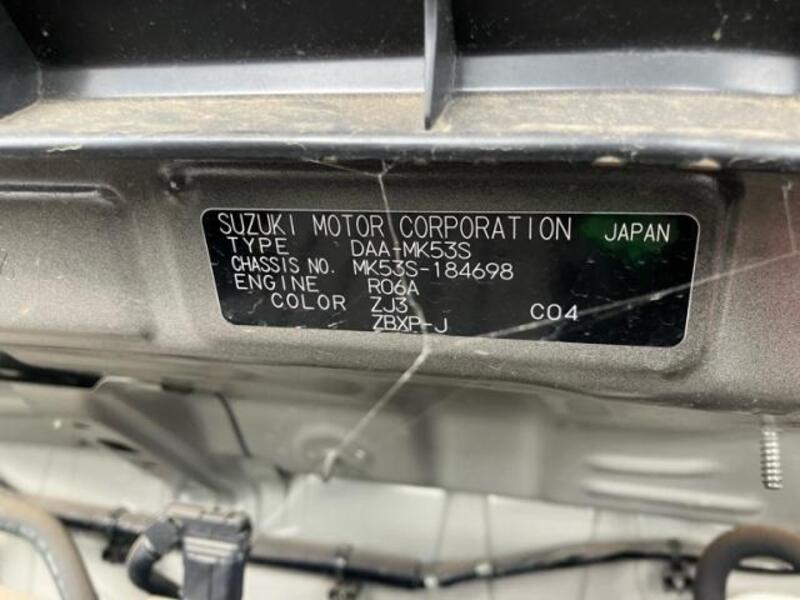 SUZUKI MOTOR CORPORATION JAPAN
TYPE DAA-MK53S
CHASSIS NO. MK53S-184698
ENGINE R06A
COLOR ZJ3 C04
ZBXP-J